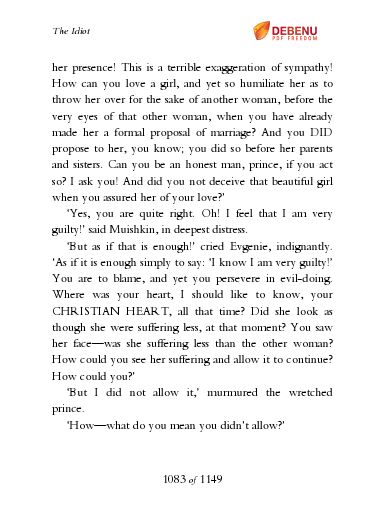 The Idiot
DEBENU
PDF FREEDOM
her presence! This is a terrible exaggeration of sympathy!
How can you love a girl, and yet so humiliate her as to
throw her over for the sake of another woman, before the
very eyes of that other woman, when you have already
made her a formal proposal of marriage? And you DID
propose to her, you know; you did so before her parents
and sisters. Can you be an honest man, prince, if you act
so? I ask you! And did you not deceive that beautiful girl
when you assured her of your love?'
'Yes, you are quite right. Oh! I feel that I am very
guilty!' said Muishkin, in deepest distress.
'But as if that is enough!' cried Evgenie, indignantly.
'As if it is enough simply to say: 'I know I am very guilty!'
You are to blame, and yet you persevere in evil-doing.
Where was your heart, I should like to know, your
CHRISTIAN HEART, all that time? Did she look as
though she were suffering less, at that moment? You saw
her face—was she suffering less than the other woman?
How could you see her suffering and allow it to continue?
How could you?'
'But I did not allow it,' murmured the wretched
prince.
'How—what do you mean you didn't allow?'
1083 of 1149